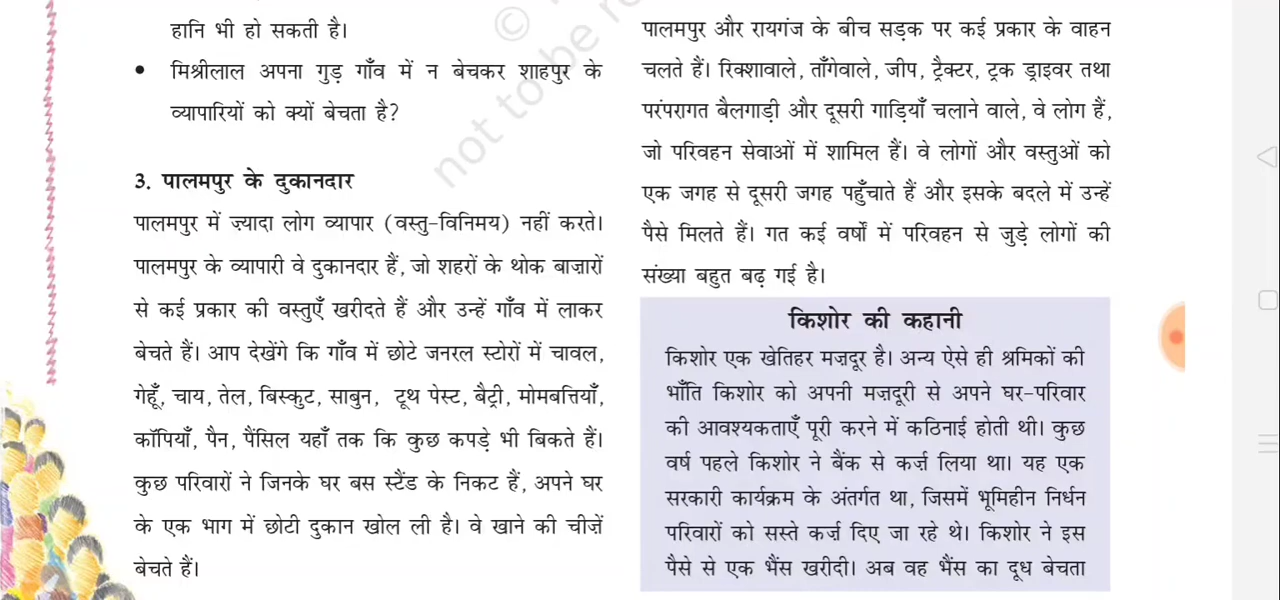 हानि भी हो सकती है।
• मिश्रीलाल अपना गुड़ गाँव में न बेचकर शाहपुर के
व्यापारियों को क्यों बेचता है?
3. पालमपुर के दुकानदार
पालमपुर में ज्यादा लोग व्यापार (वस्तु-विनिमय) नहीं करते।
पालमपुर के व्यापारी वे दुकानदार हैं, जो शहरों के थोक बाज़ारों
से कई प्रकार की वस्तुएँ खरीदते हैं और उन्हें गाँव में लाकर
बेचते हैं। आप देखेंगे कि गाँव में छोटे जनरल स्टोरों में चावल,
गेहूँ, चाय, तेल, बिस्कुट, साबुन, टूथ पेस्ट, बैट्री, मोमबत्तियाँ,
कॉपियाँ, पैन, पैंसिल यहाँ तक कि कुछ कपड़े भी बिकते हैं।
कुछ परिवारों ने जिनके घर बस स्टैंड के निकट हैं, अपने घर
के एक भाग में छोटी दुकान खोल ली है। वे खाने की चीज़ें
बेचते हैं।
पालमपुर और रायगंज के बीच सड़क पर कई प्रकार के वाहन
चलते हैं। रिक्शावाले, ताँगेवाले, जीप, ट्रैक्टर, ट्रक ड्राइवर तथा
परंपरागत बैलगाड़ी और दूसरी गाड़ियाँ चलाने वाले, वे लोग हैं,
जो परिवहन सेवाओं में शामिल हैं। वे लोगों और वस्तुओं को
एक जगह से दूसरी जगह पहुँचाते हैं और इसके बदले में उन्हें
पैसे मिलते हैं। गत कई वर्षों में परिवहन से जुड़े लोगों की
संख्या बहुत बढ़ गई है।
किशोर की कहानी
किशोर एक खेतिहर मज़दूर है। अन्य ऐसे ही श्रमिकों की
भाँति किशोर को अपनी मज़दूरी से अपने घर-परिवार
की आवश्यकताएँ पूरी करने में कठिनाई होती थी। कुछ
वर्ष पहले किशोर ने बैंक से कर्ज़ लिया था। यह एक
सरकारी कार्यक्रम के अंतर्गत था, जिसमें भूमिहीन निर्धन
परिवारों को सस्ते कर्ज़ दिए जा रहे थे। किशोर ने इस
पैसे से एक भैंस खरीदी। अब वह भैंस का दूध बेचता
©
not to be re